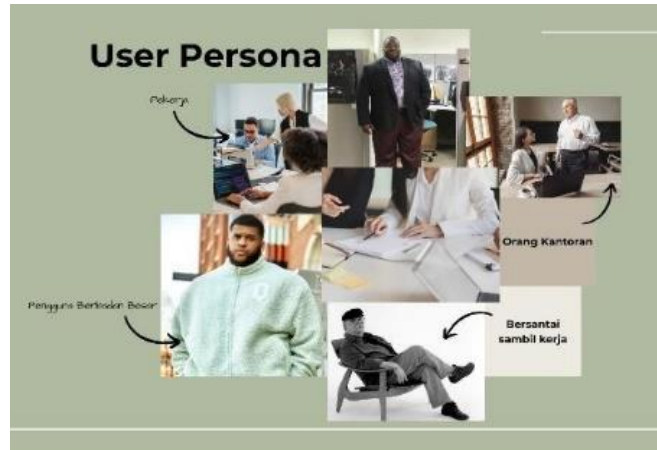 User Persona
Pekerja
Orang Kantoran
Pengguna Berbadan Besar
Bersantai
sambil kerja